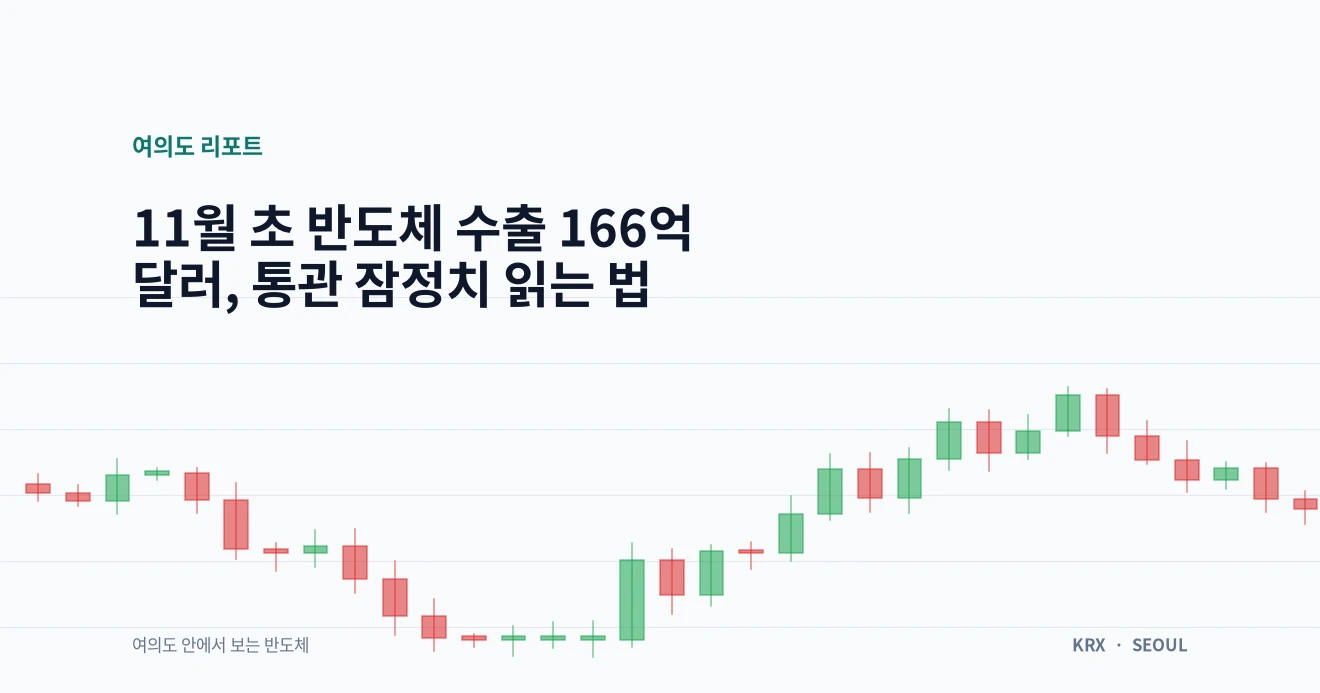 여의도 리포트
11월 초 반도체 수출 166억
달러, 통관 잠정치 읽는 법
여의도 안에서 보는 반도체
KRX · SEOUL